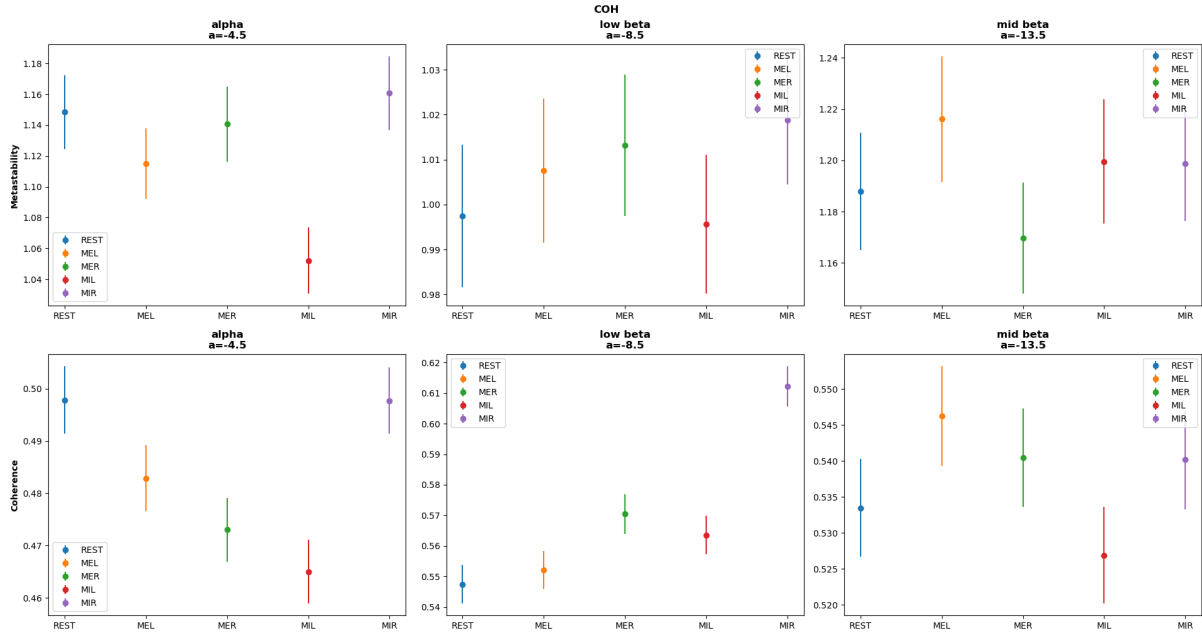 COH
alpha
a=-4.5
low beta
a=-8.5
mid beta
a=-13.5
Metastability
1.18
1.16
1.14
1.12
1.10
1.08
1.06
1.04
REST
MEL
MER
MIL
MIR
REST MEL MER MIL MIR
1.03
1.02
1.01
1.00
0.99
0.98
REST
MEL
MER
MIL
MIR
REST MEL MER MIL MIR
1.24
1.22
1.20
1.18
1.16
REST
MEL
MER
MIL
MIR
REST MEL MER MIL MIR
alpha
a=-4.5
low beta
a=-8.5
mid beta
a=-13.5
Coherence
0.50
0.49
0.48
0.47
0.46
REST
MEL
MER
MIL
MIR
REST MEL MER MIL MIR
0.62
0.61
0.60
0.59
0.58
0.57
0.56
0.55
0.54
REST
MEL
MER
MIL
MIR
REST MEL MER MIL MIR
0.550
0.545
0.540
0.535
0.530
0.525
0.520
REST
MEL
MER
MIL
MIR
REST MEL MER MIL MIR